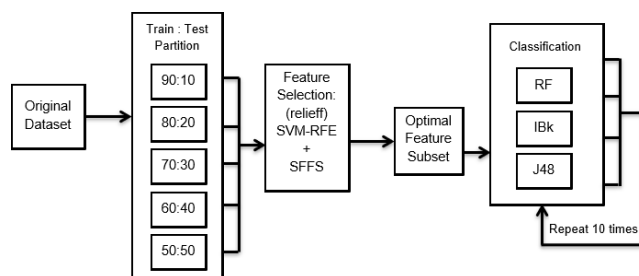 Original
Dataset
Train : Test
Partition
90:10
80:20
70:30
60:40
50:50
Feature
Selection:
(relieff)
SVM-RFE
+
SFFS
Optimal
Feature
Subset
Classification
RF
IBk
J48
Repeat 10 times